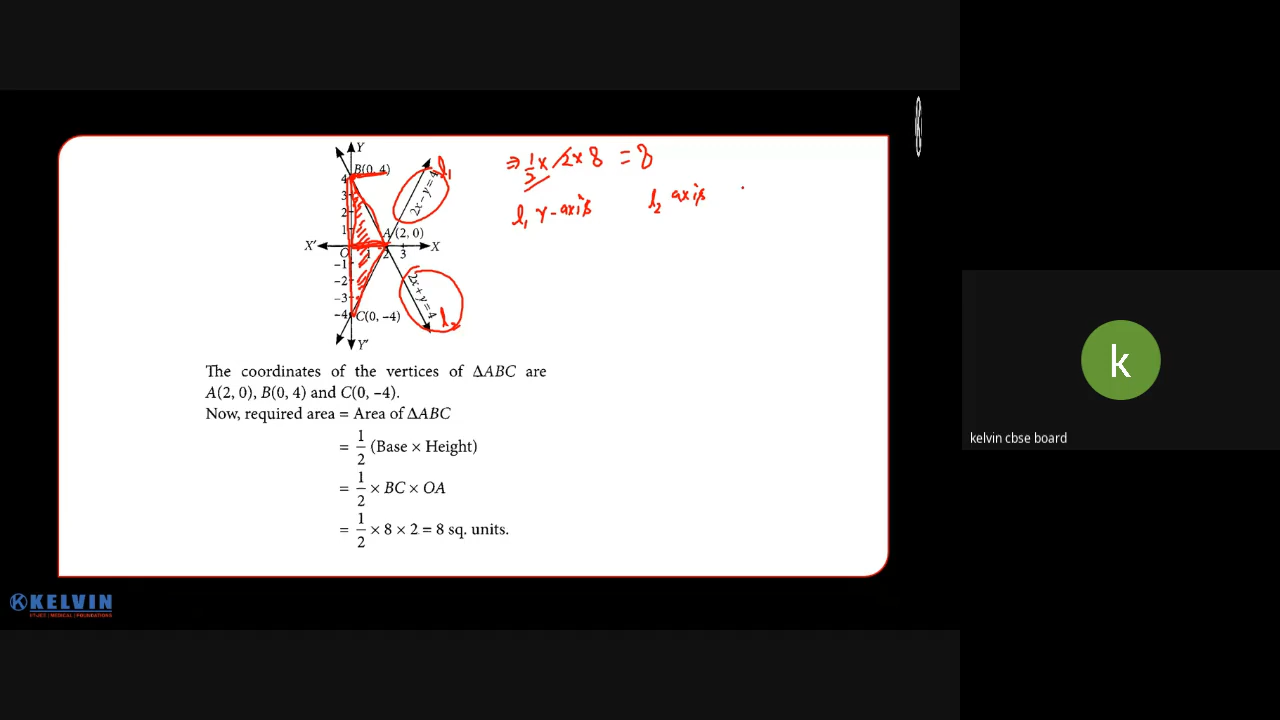 Y
B(0, 4)
4
3
2
1
2x − y = 4
l₁
A (2, 0)
X′ O 1 2 3 X
−1
−2
−3
−4
2x + y = 4
l₂
C(0, −4)
Y′
⇒ 1/2 × 2 × 8 = 8
l₁ Y-axis l₂ axis
The coordinates of the vertices of ΔABC are
A(2, 0), B(0, 4) and C(0, −4).
Now, required area = Area of ΔABC
= 1/2 (Base × Height)
= 1/2 × BC × OA
= 1/2 × 8 × 2 = 8 sq. units.
KELVIN
k
kelvin cbse board